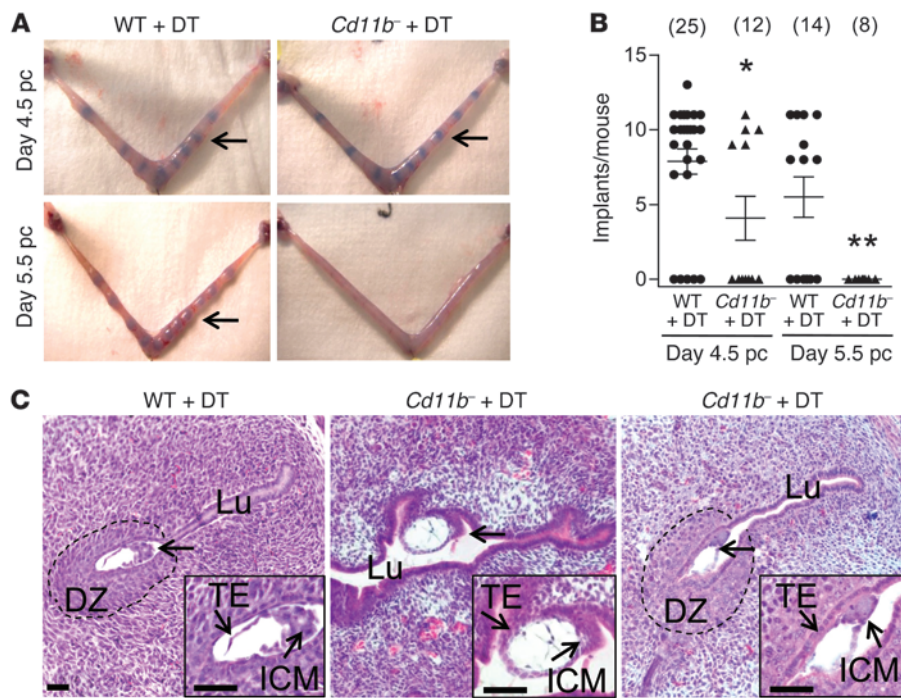 A
WT + DT
Cd11b– + DT
Day 4.5 pc
Day 5.5 pc
B
(25) (12) (14) (8)
Implants/mouse
15
10
5
0
*
**
WT + DT
Cd11b– + DT
WT + DT
Cd11b– + DT
Day 4.5 pc
Day 5.5 pc
C
WT + DT
Cd11b– + DT
Cd11b– + DT
Lu
DZ
TE
ICM
Lu
TE
ICM
Lu
DZ
TE
ICM